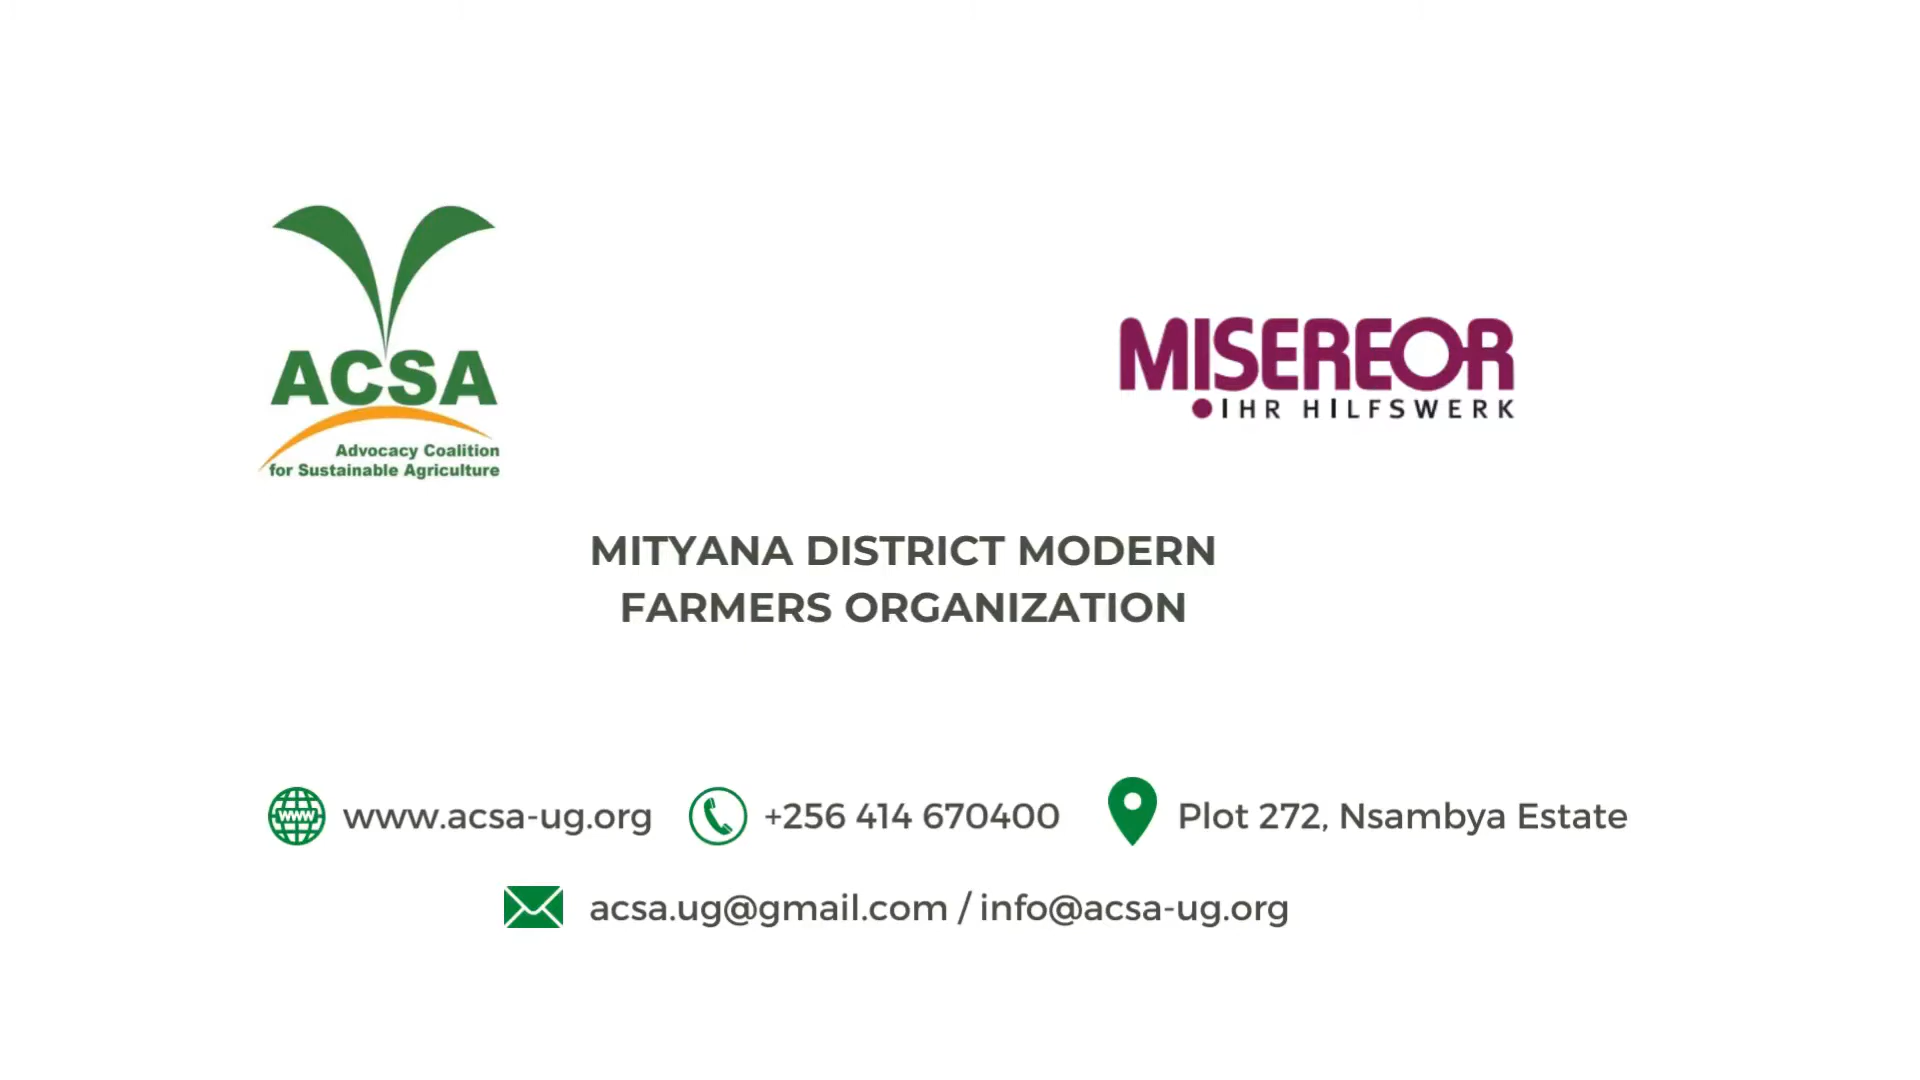 ACSA
Advocacy Coalition
for Sustainable Agriculture
MISEREOR
IHR HILFSWERK
MITYANA DISTRICT MODERN
FARMERS ORGANIZATION
www www.acsa-ug.org +256 414 670400 Plot 272, Nsambya Estate
acsa.ug@gmail.com / info@acsa-ug.org